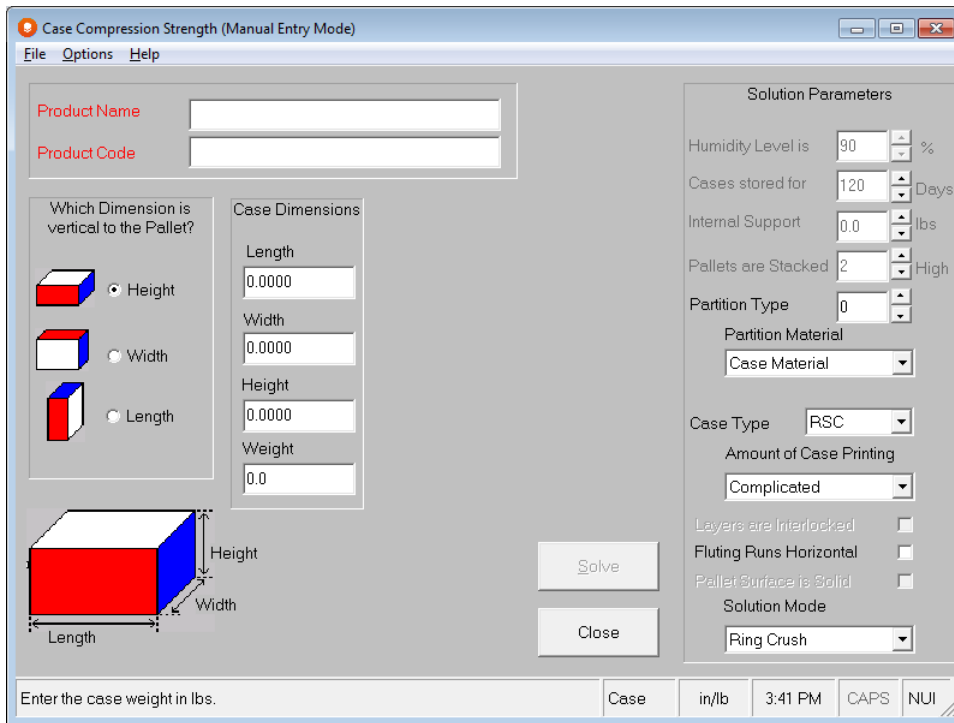 Case Compression Strength (Manual Entry Mode)
File Options Help
Product Name
Product Code
Which Dimension is
vertical to the Pallet?
Height
Width
Length
Case Dimensions
Length
0.0000
Width
0.0000
Height
0.0000
Weight
0.0
Height
Width
Length
Solve
Close
Solution Parameters
Humidity Level is 90 %
Cases stored for 120 Days
Internal Support 0.0 lbs
Pallets are Stacked 2 High
Partition Type 0
Partition Material
Case Material
Case Type RSC
Amount of Case Printing
Complicated
Layers are Interlocked
Fluting Runs Horizontal
Pallet Surface is Solid
Solution Mode
Ring Crush
Enter the case weight in lbs. Case in/lb 3:41 PM CAPS NUI